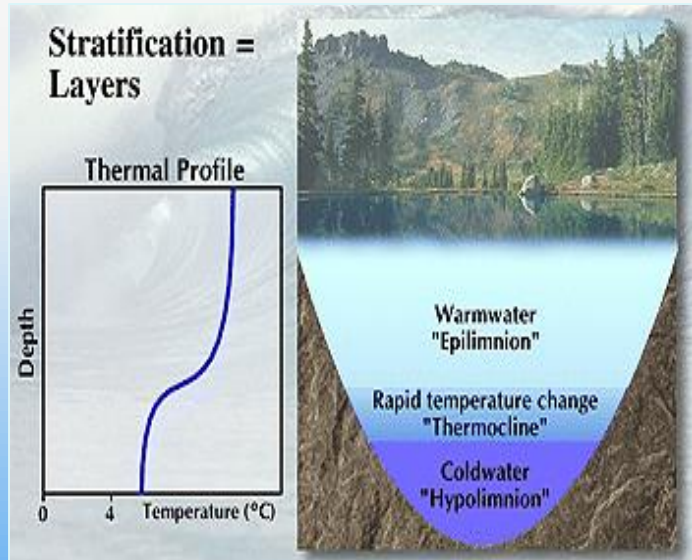 Stratification =
Layers
Thermal Profile
Depth
0 4 Temperature (°C)
Warmwater
"Epilimnion"
Rapid temperature change
"Thermocline"
Coldwater
"Hypolimnion"